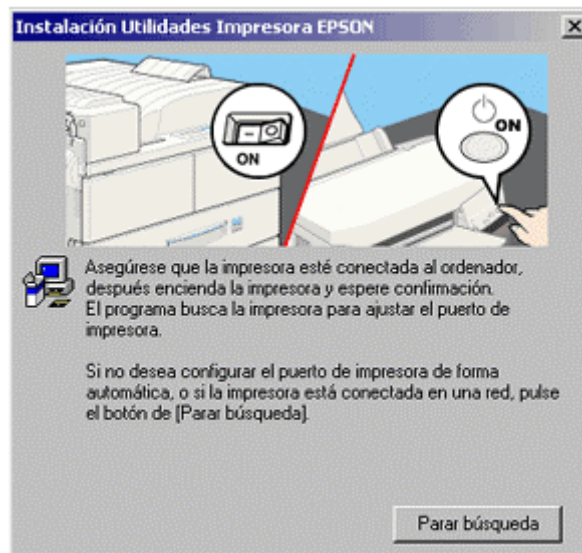 Instalación Utilidades Impresora EPSON
ON
ON
Asegúrese que la impresora esté conectada al ordenador,
después encienda la impresora y espere confirmación.
El programa busca la impresora para ajustar el puerto de
impresora.
Si no desea configurar el puerto de impresora de forma
automática, o si la impresora está conectada en una red, pulse
el botón de [Parar búsqueda].
Parar búsqueda